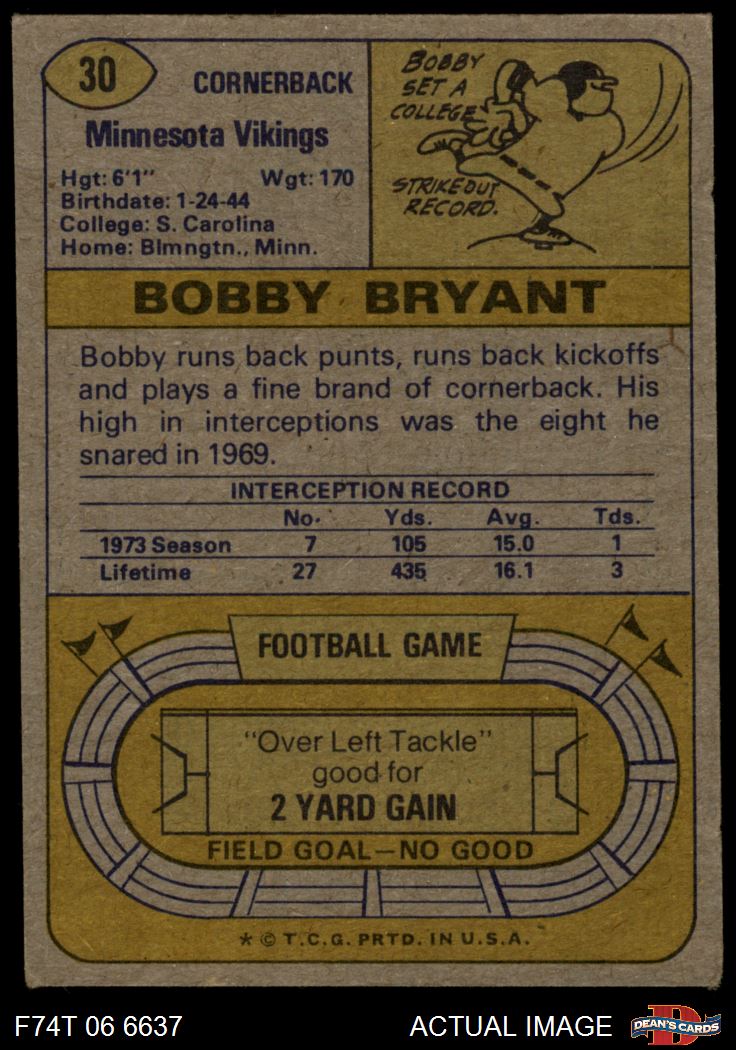 30
CORNERBACK
Minnesota Vikings
Hgt: 6'1" Wgt: 170
Birthdate: 1-24-44
College: S. Carolina
Home: Blmngtn., Minn.
BOBBY
SET A
COLLEGE
STRIKEOUT
RECORD.
BOBBY BRYANT
Bobby runs back punts, runs back kickoffs
and plays a fine brand of cornerback. His
high in interceptions was the eight he
snared in 1969.
INTERCEPTION RECORD
No. Yds. Avg. Tds.
1973 Season 7 105 15.0 1
Lifetime 27 435 16.1 3
FOOTBALL GAME
"Over Left Tackle"
good for
2 YARD GAIN
FIELD GOAL—NO GOOD
* © T.C.G. PRTD. IN U.S.A.
F74T 06 6637
ACTUAL IMAGE
D
DEAN'S CARDS